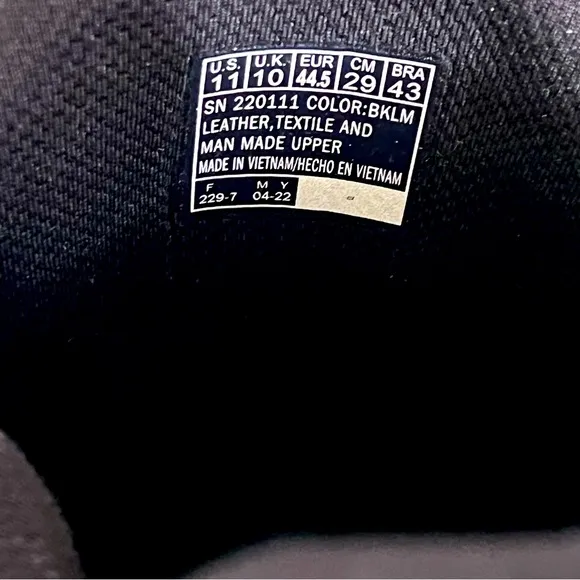 U.S. U.K. EUR CM BRA
11 10 44.5 29 43
SN 220111 COLOR:BKLM
LEATHER,TEXTILE AND
MAN MADE UPPER
MADE IN VIETNAM/HECHO EN VIETNAM
F M Y
229-7 04-22